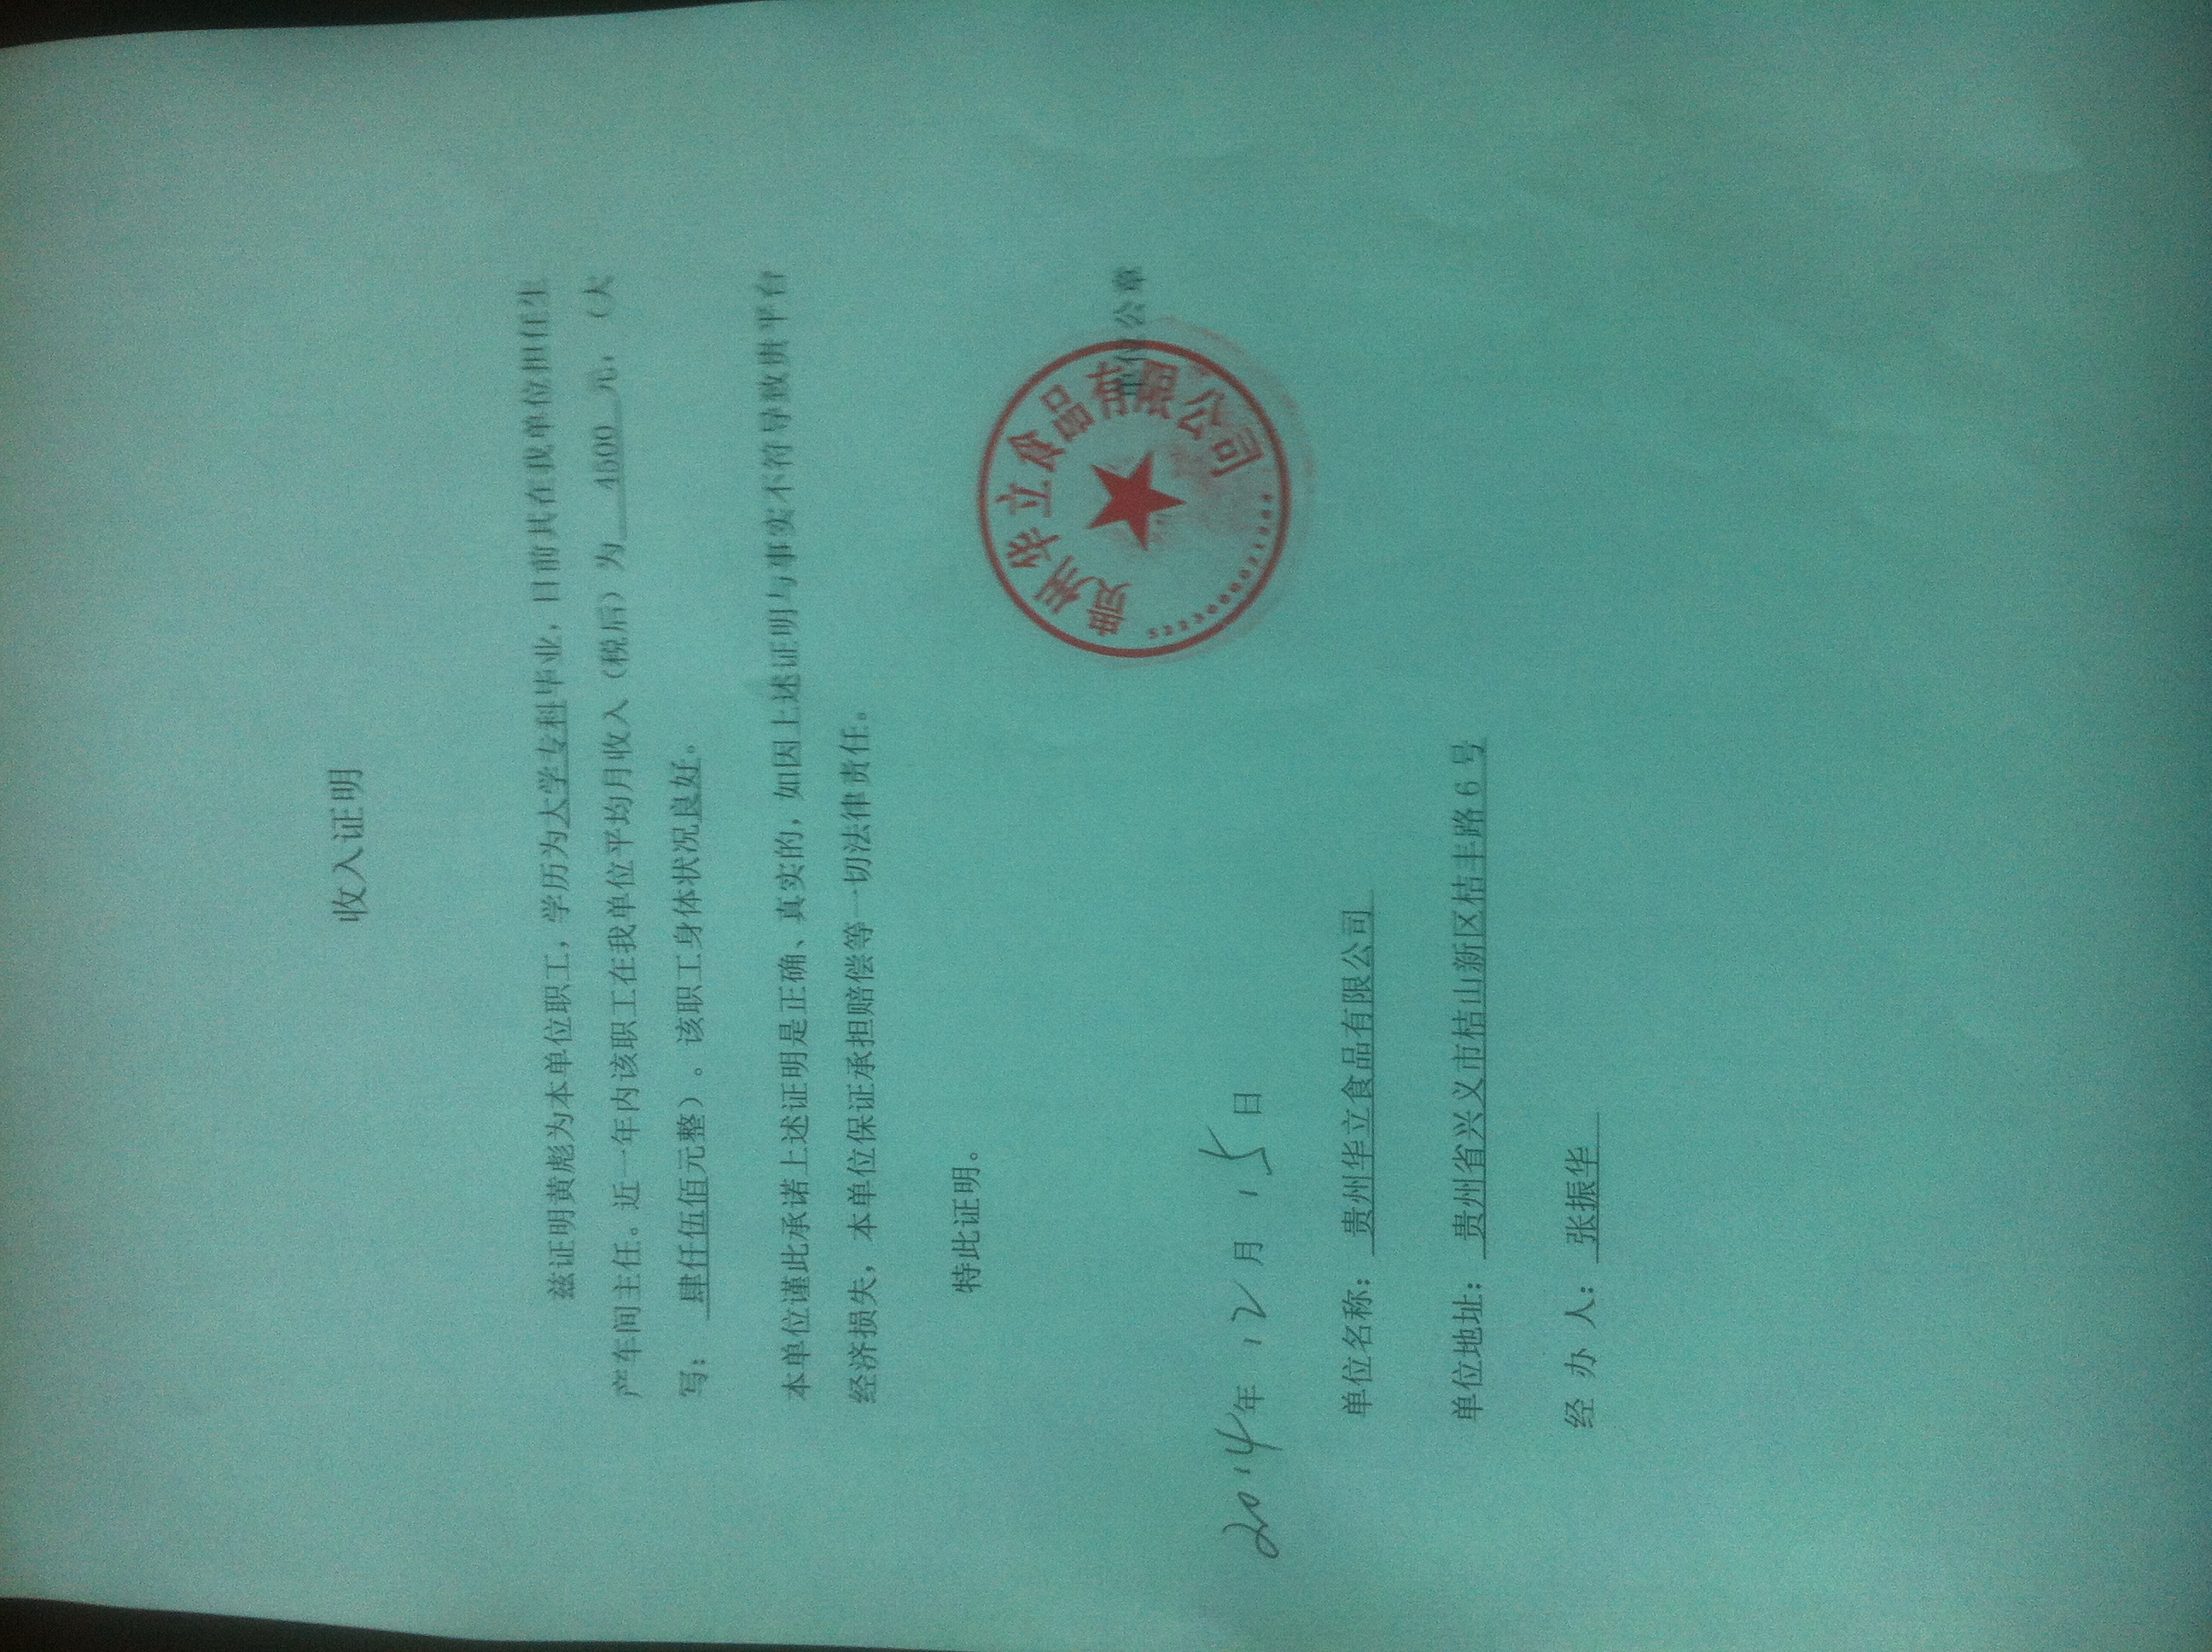 收入证明
兹证明黄彪为本单位职工，学历为大学专科毕业，目前其在我单位担任生
产车间主任。近一年内该职工在我单位平均月收入（税后）为 4500 元，（大
写： 肆仟伍佰元整）。该职工身体状况良好。
本单位谨此承诺上述证明是正确、真实的，如因上述证明与事实不符导致贵平台
经济损失，本单位保证承担赔偿等一切法律责任。
特此证明。
单位公章
贵州华立食品有限公司
2014年 12月 15日
单位名称： 贵州华立食品有限公司
单位地址： 贵州省兴义市桔山新区桔丰路6号
经 办 人： 张振华